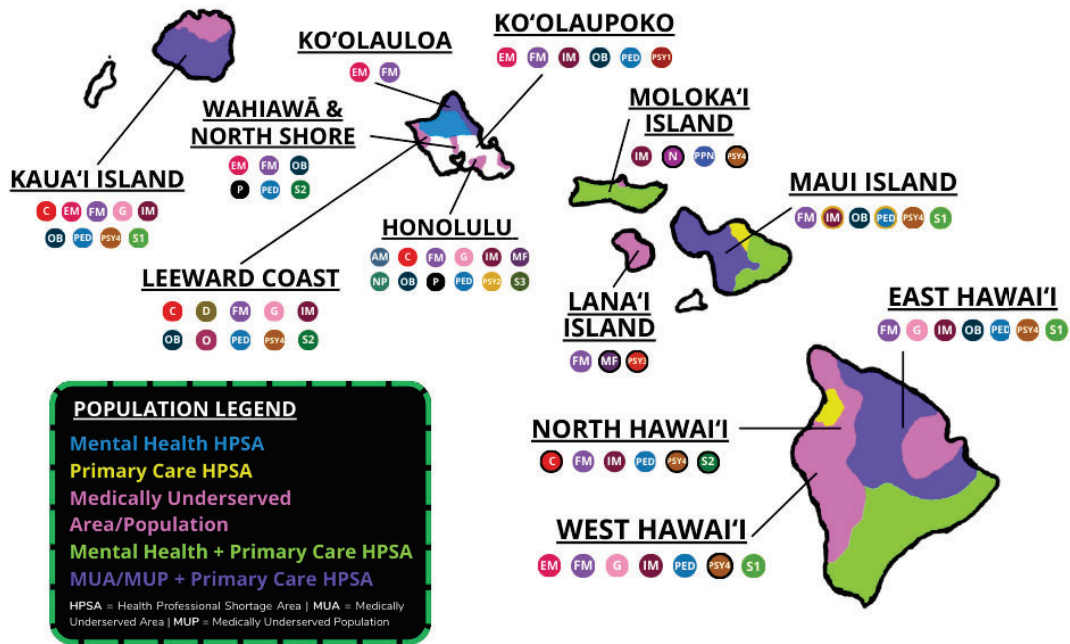 KO‘OLAULOA
EM FM
KO‘OLAUPOKO
EM FM IM OB PED PSY1
WAHIAWĀ &
NORTH SHORE
EM FM OB
P PED S2
MOLOKA‘I
ISLAND
IM N PPN PSY4
KAUA‘I ISLAND
C EM FM G IM
OB PED PSY4 S1
MAUI ISLAND
FM IM OB PED PSY4 S1
HONOLULU
AM C FM G IM MF
NP OB P PED PSY2 S3
LEEWARD COAST
C D FM G IM
OB O PED PSY4 S2
LANA‘I
ISLAND
FM MF PSY3
EAST HAWAI‘I
FM G IM OB PED PSY4 S1
NORTH HAWAI‘I
C FM IM PED PSY4 S2
WEST HAWAI‘I
EM FM G IM PED PSY4 S1
POPULATION LEGEND
Mental Health HPSA
Primary Care HPSA
Medically Underserved
Area/Population
Mental Health + Primary Care HPSA
MUA/MUP + Primary Care HPSA
HPSA = Health Professional Shortage Area | MUA = Medically
Underserved Area | MUP = Medically Underserved Population